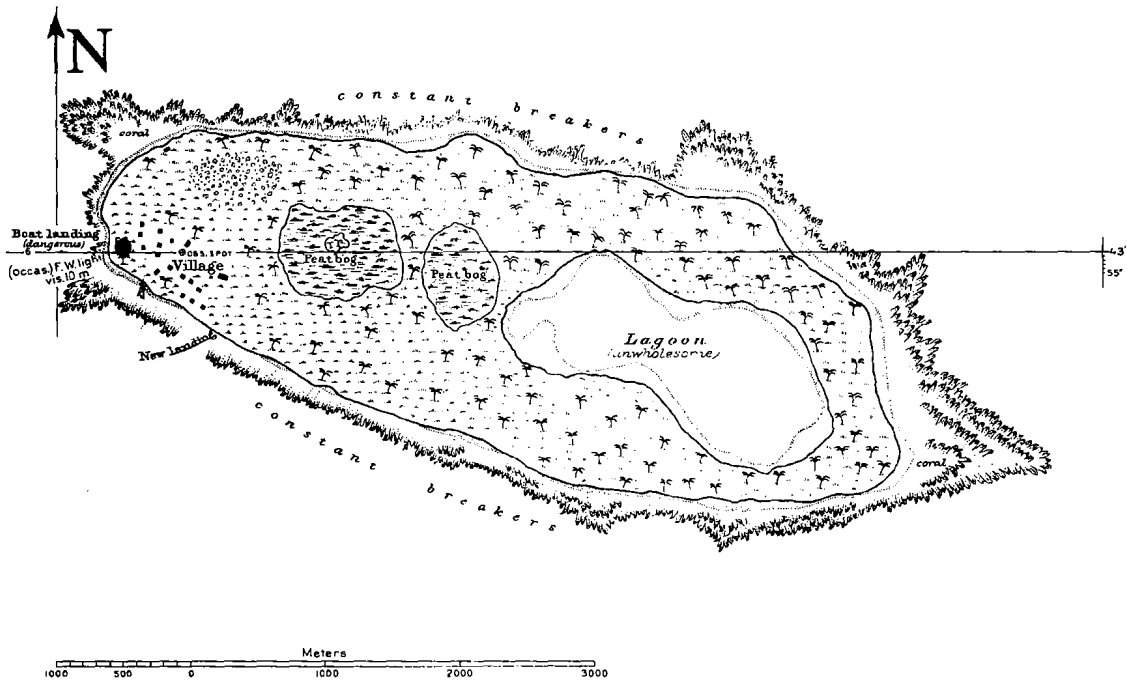 N
constant breakers
coral
Boat landing
(dangerous)
6
43'
OBS. SPOT
(occas.) F.W. light
vis. 10 m
Village
Peat bog
Peat bog
55"
New landing
Lagoon
(unwholesome)
constant
breakers
coral
Meters
1000 500 0 1000 2000 3000